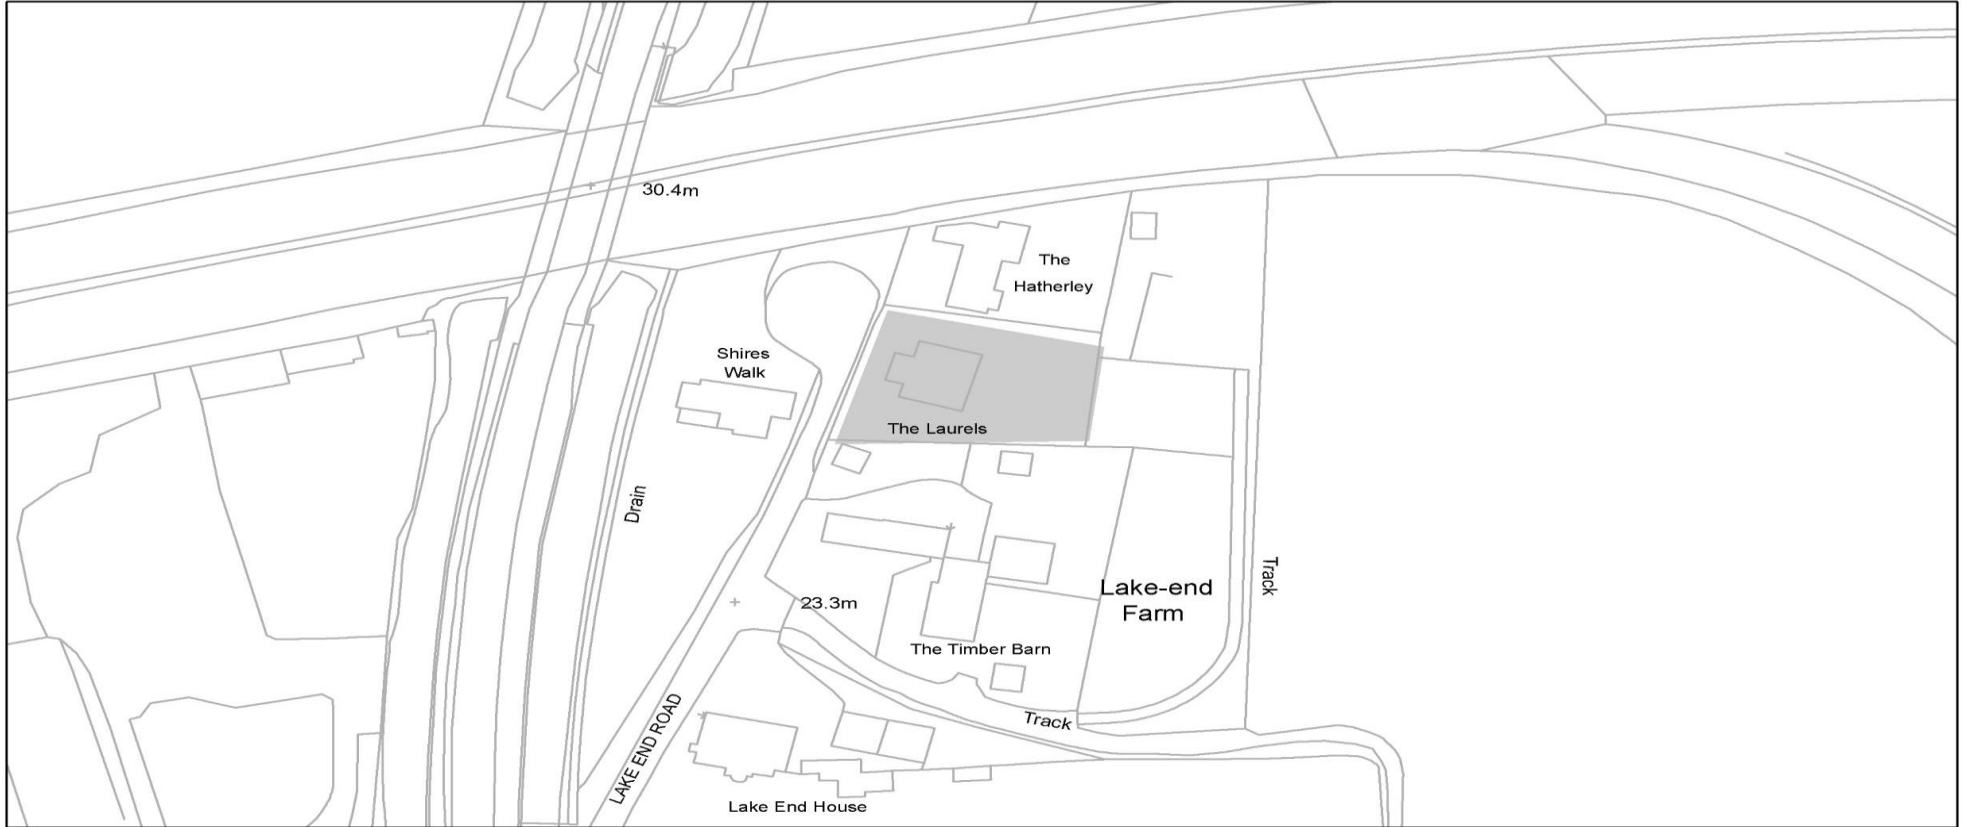 30.4m
The
Hatherley
Shires
Walk
The Laurels
Drain
Track
Lake-end
Farm
23.3m
The Timber Barn
Track
LAKE END ROAD
Lake End House